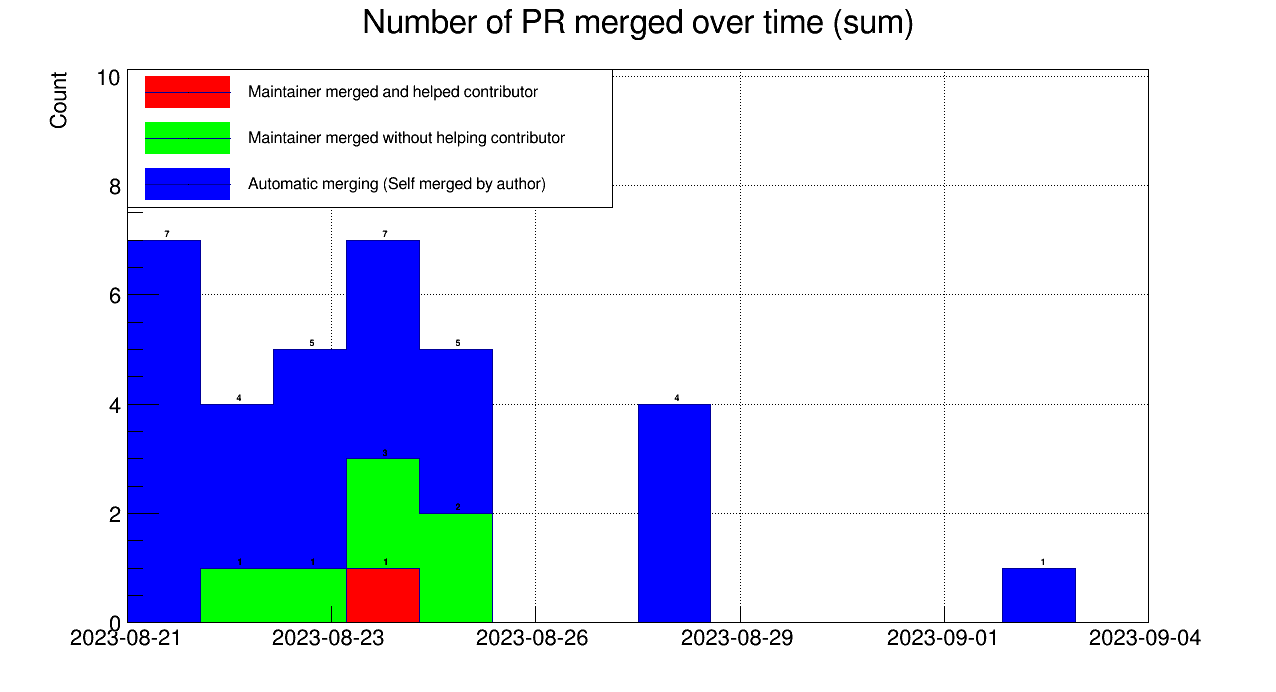 Number of PR merged over time (sum)
Count
10
Maintainer merged and helped contributor
Maintainer merged without helping contributor
8
Automatic merging (Self merged by author)
7 7
6
5 5
4
4 4
3
2
2
1 1 1 1
0
2023-08-21 2023-08-23 2023-08-26 2023-08-29 2023-09-01 2023-09-04